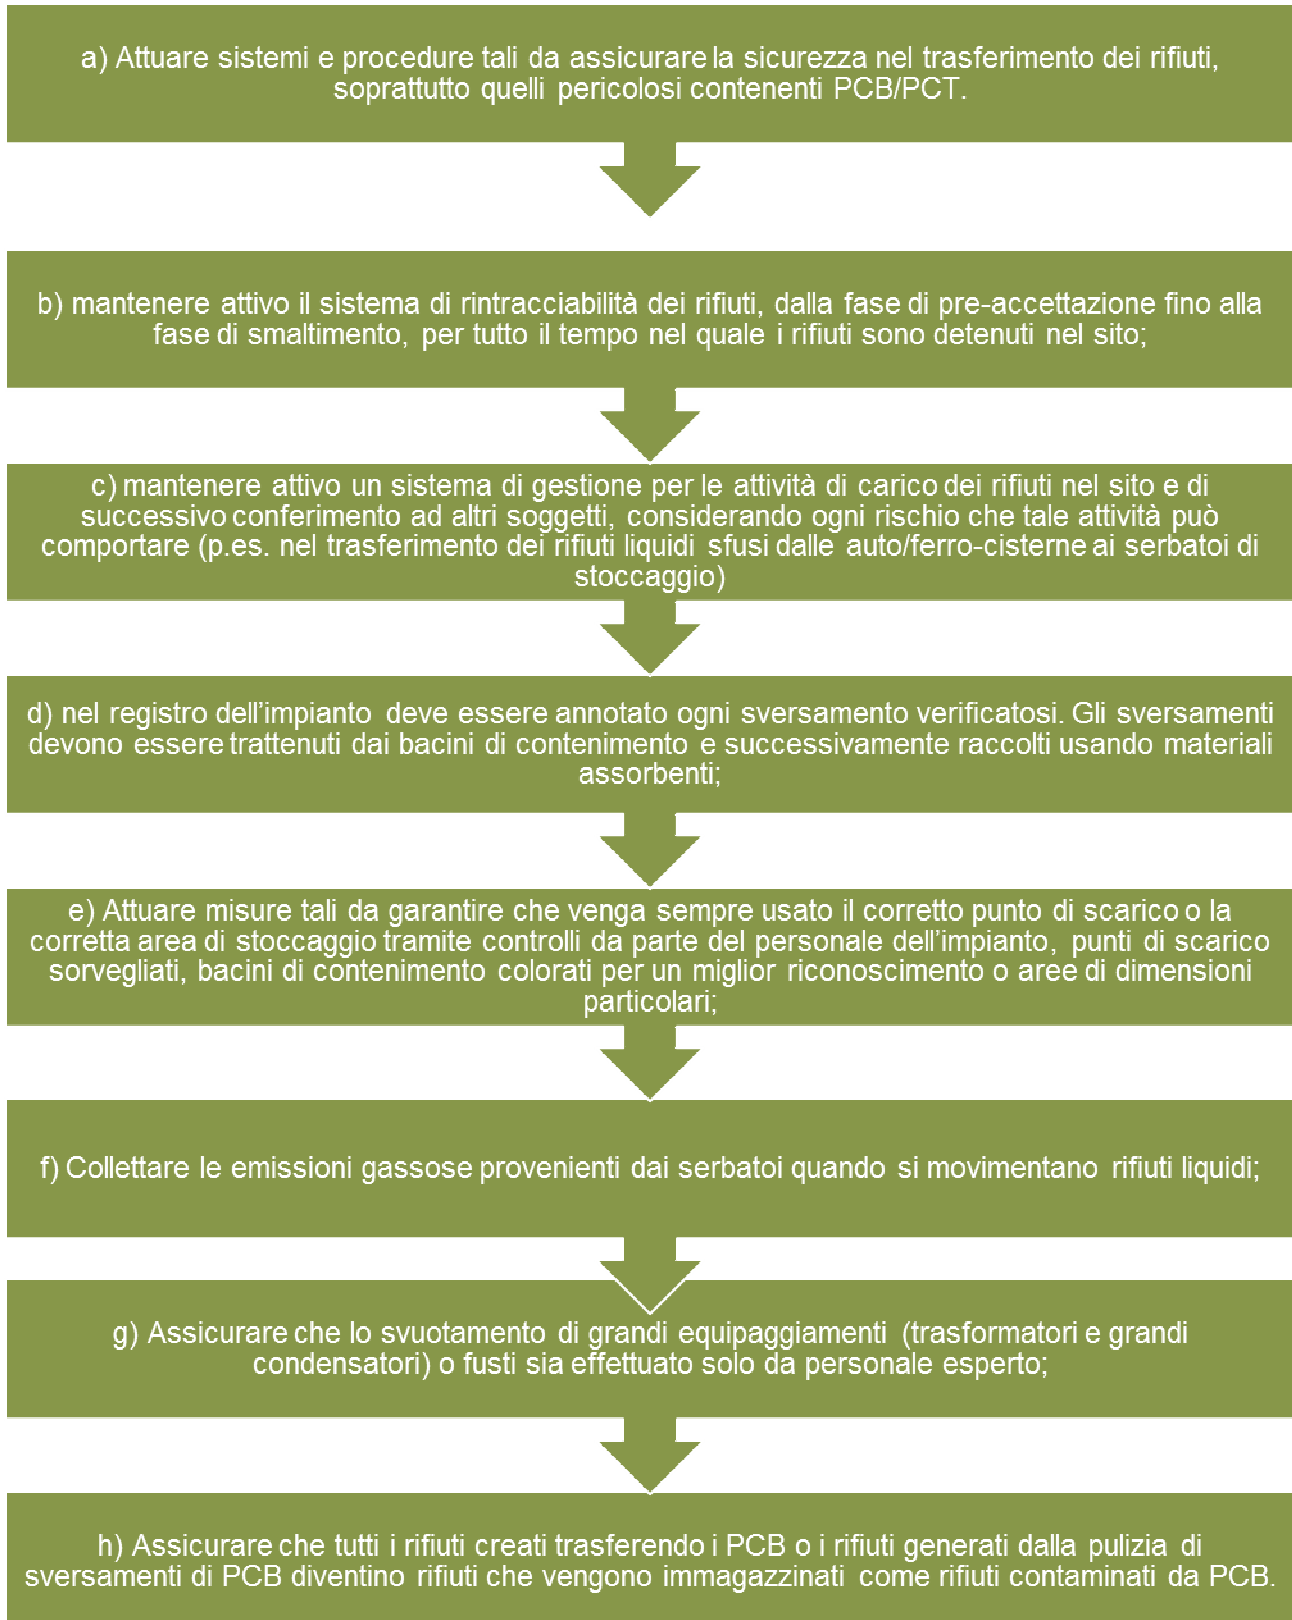 a) Attuare sistemi e procedure tali da assicurare la sicurezza nel trasferimento dei rifiuti,
soprattutto quelli pericolosi contenenti PCB/PCT.
b) mantenere attivo il sistema di rintracciabilità dei rifiuti, dalla fase di pre-accettazione fino alla
fase di smaltimento, per tutto il tempo nel quale i rifiuti sono detenuti nel sito;
c) mantenere attivo un sistema di gestione per le attività di carico dei rifiuti nel sito e di
successivo conferimento ad altri soggetti, considerando ogni rischio che tale attività può
comportare (p.es. nel trasferimento dei rifiuti liquidi sfusi dalle auto/ferro-cisterne ai serbatoi di
stoccaggio)
d) nel registro dell’impianto deve essere annotato ogni sversamento verificatosi. Gli sversamenti
devono essere trattenuti dai bacini di contenimento e successivamente raccolti usando materiali
assorbenti;
e) Attuare misure tali da garantire che venga sempre usato il corretto punto di scarico o la
corretta area di stoccaggio tramite controlli da parte del personale dell’impianto, punti di scarico
sorvegliati, bacini di contenimento colorati per un miglior riconoscimento o aree di dimensioni
particolari;
f) Collettare le emissioni gassose provenienti dai serbatoi quando si movimentano rifiuti liquidi;
g) Assicurare che lo svuotamento di grandi equipaggiamenti (trasformatori e grandi
condensatori) o fusti sia effettuato solo da personale esperto;
h) Assicurare che tutti i rifiuti creati trasferendo i PCB o i rifiuti generati dalla pulizia di
sversamenti di PCB diventino rifiuti che vengono immagazzinati come rifiuti contaminati da PCB.